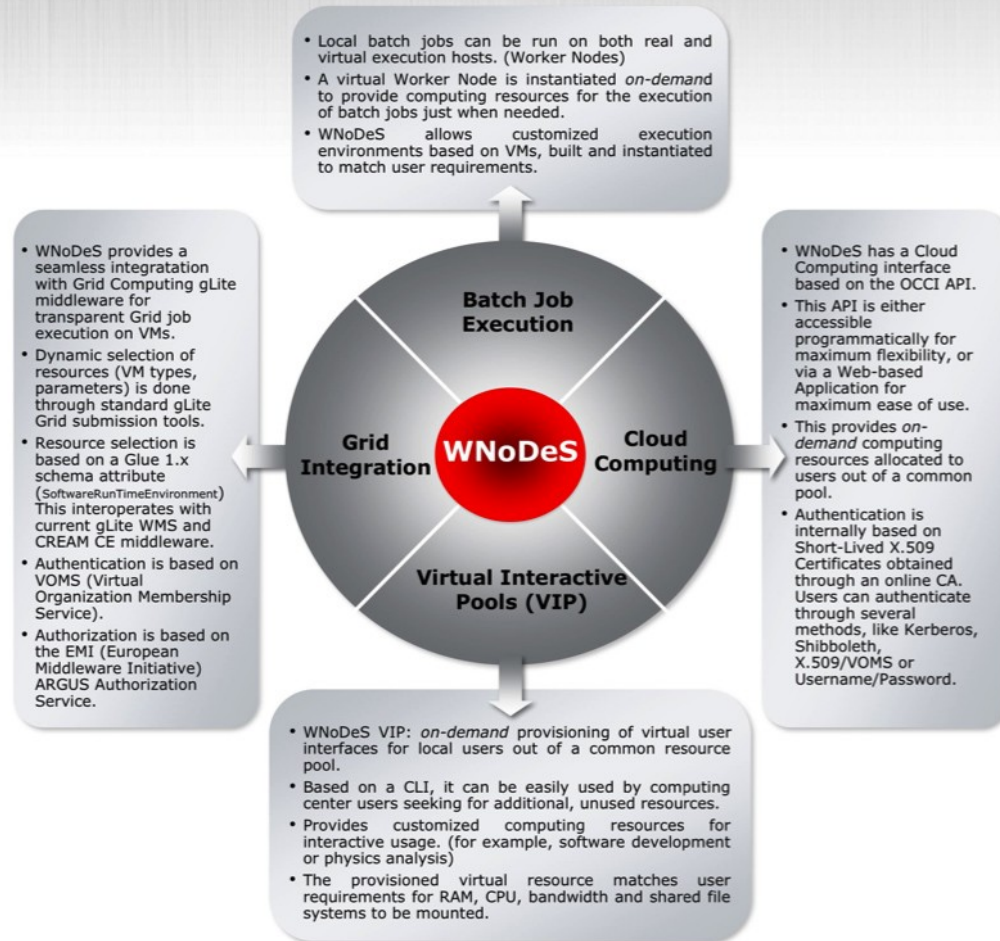 • Local batch jobs can be run on both real and
virtual execution hosts. (Worker Nodes)
• A virtual Worker Node is instantiated on-demand
to provide computing resources for the execution
of batch jobs just when needed.
• WNoDeS allows customized execution
environments based on VMs, built and instantiated
to match user requirements.
• WNoDeS provides a
seamless integratation
with Grid Computing gLite
middleware for
transparent Grid job
execution on VMs.
• Dynamic selection of
resources (VM types,
parameters) is done
through standard gLite
Grid submission tools.
• Resource selection is
based on a Glue 1.x
schema attribute
(SoftwareRunTimeEnvironment)
This interoperates with
current gLite WMS and
CREAM CE middleware.
• Authentication is based on
VOMS (Virtual
Organization Membership
Service).
• Authorization is based on
the EMI (European
Middleware Initiative)
ARGUS Authorization
Service.
Batch Job
Execution
Grid
Integration
WNoDeS
Cloud
Computing
Virtual Interactive
Pools (VIP)
• WNoDeS has a Cloud
Computing interface
based on the OCCI API.
• This API is either
accessible
programmatically for
maximum flexibility, or
via a Web-based
Application for
maximum ease of use.
• This provides on-
demand computing
resources allocated to
users out of a common
pool.
• Authentication is
internally based on
Short-Lived X.509
Certificates obtained
through an online CA.
Users can authenticate
through several
methods, like Kerberos,
Shibboleth,
X.509/VOMS or
Username/Password.
• WNoDeS VIP: on-demand provisioning of virtual user
interfaces for local users out of a common resource
pool.
• Based on a CLI, it can be easily used by computing
center users seeking for additional, unused resources.
• Provides customized computing resources for
interactive usage. (for example, software development
or physics analysis)
• The provisioned virtual resource matches user
requirements for RAM, CPU, bandwidth and shared file
systems to be mounted.